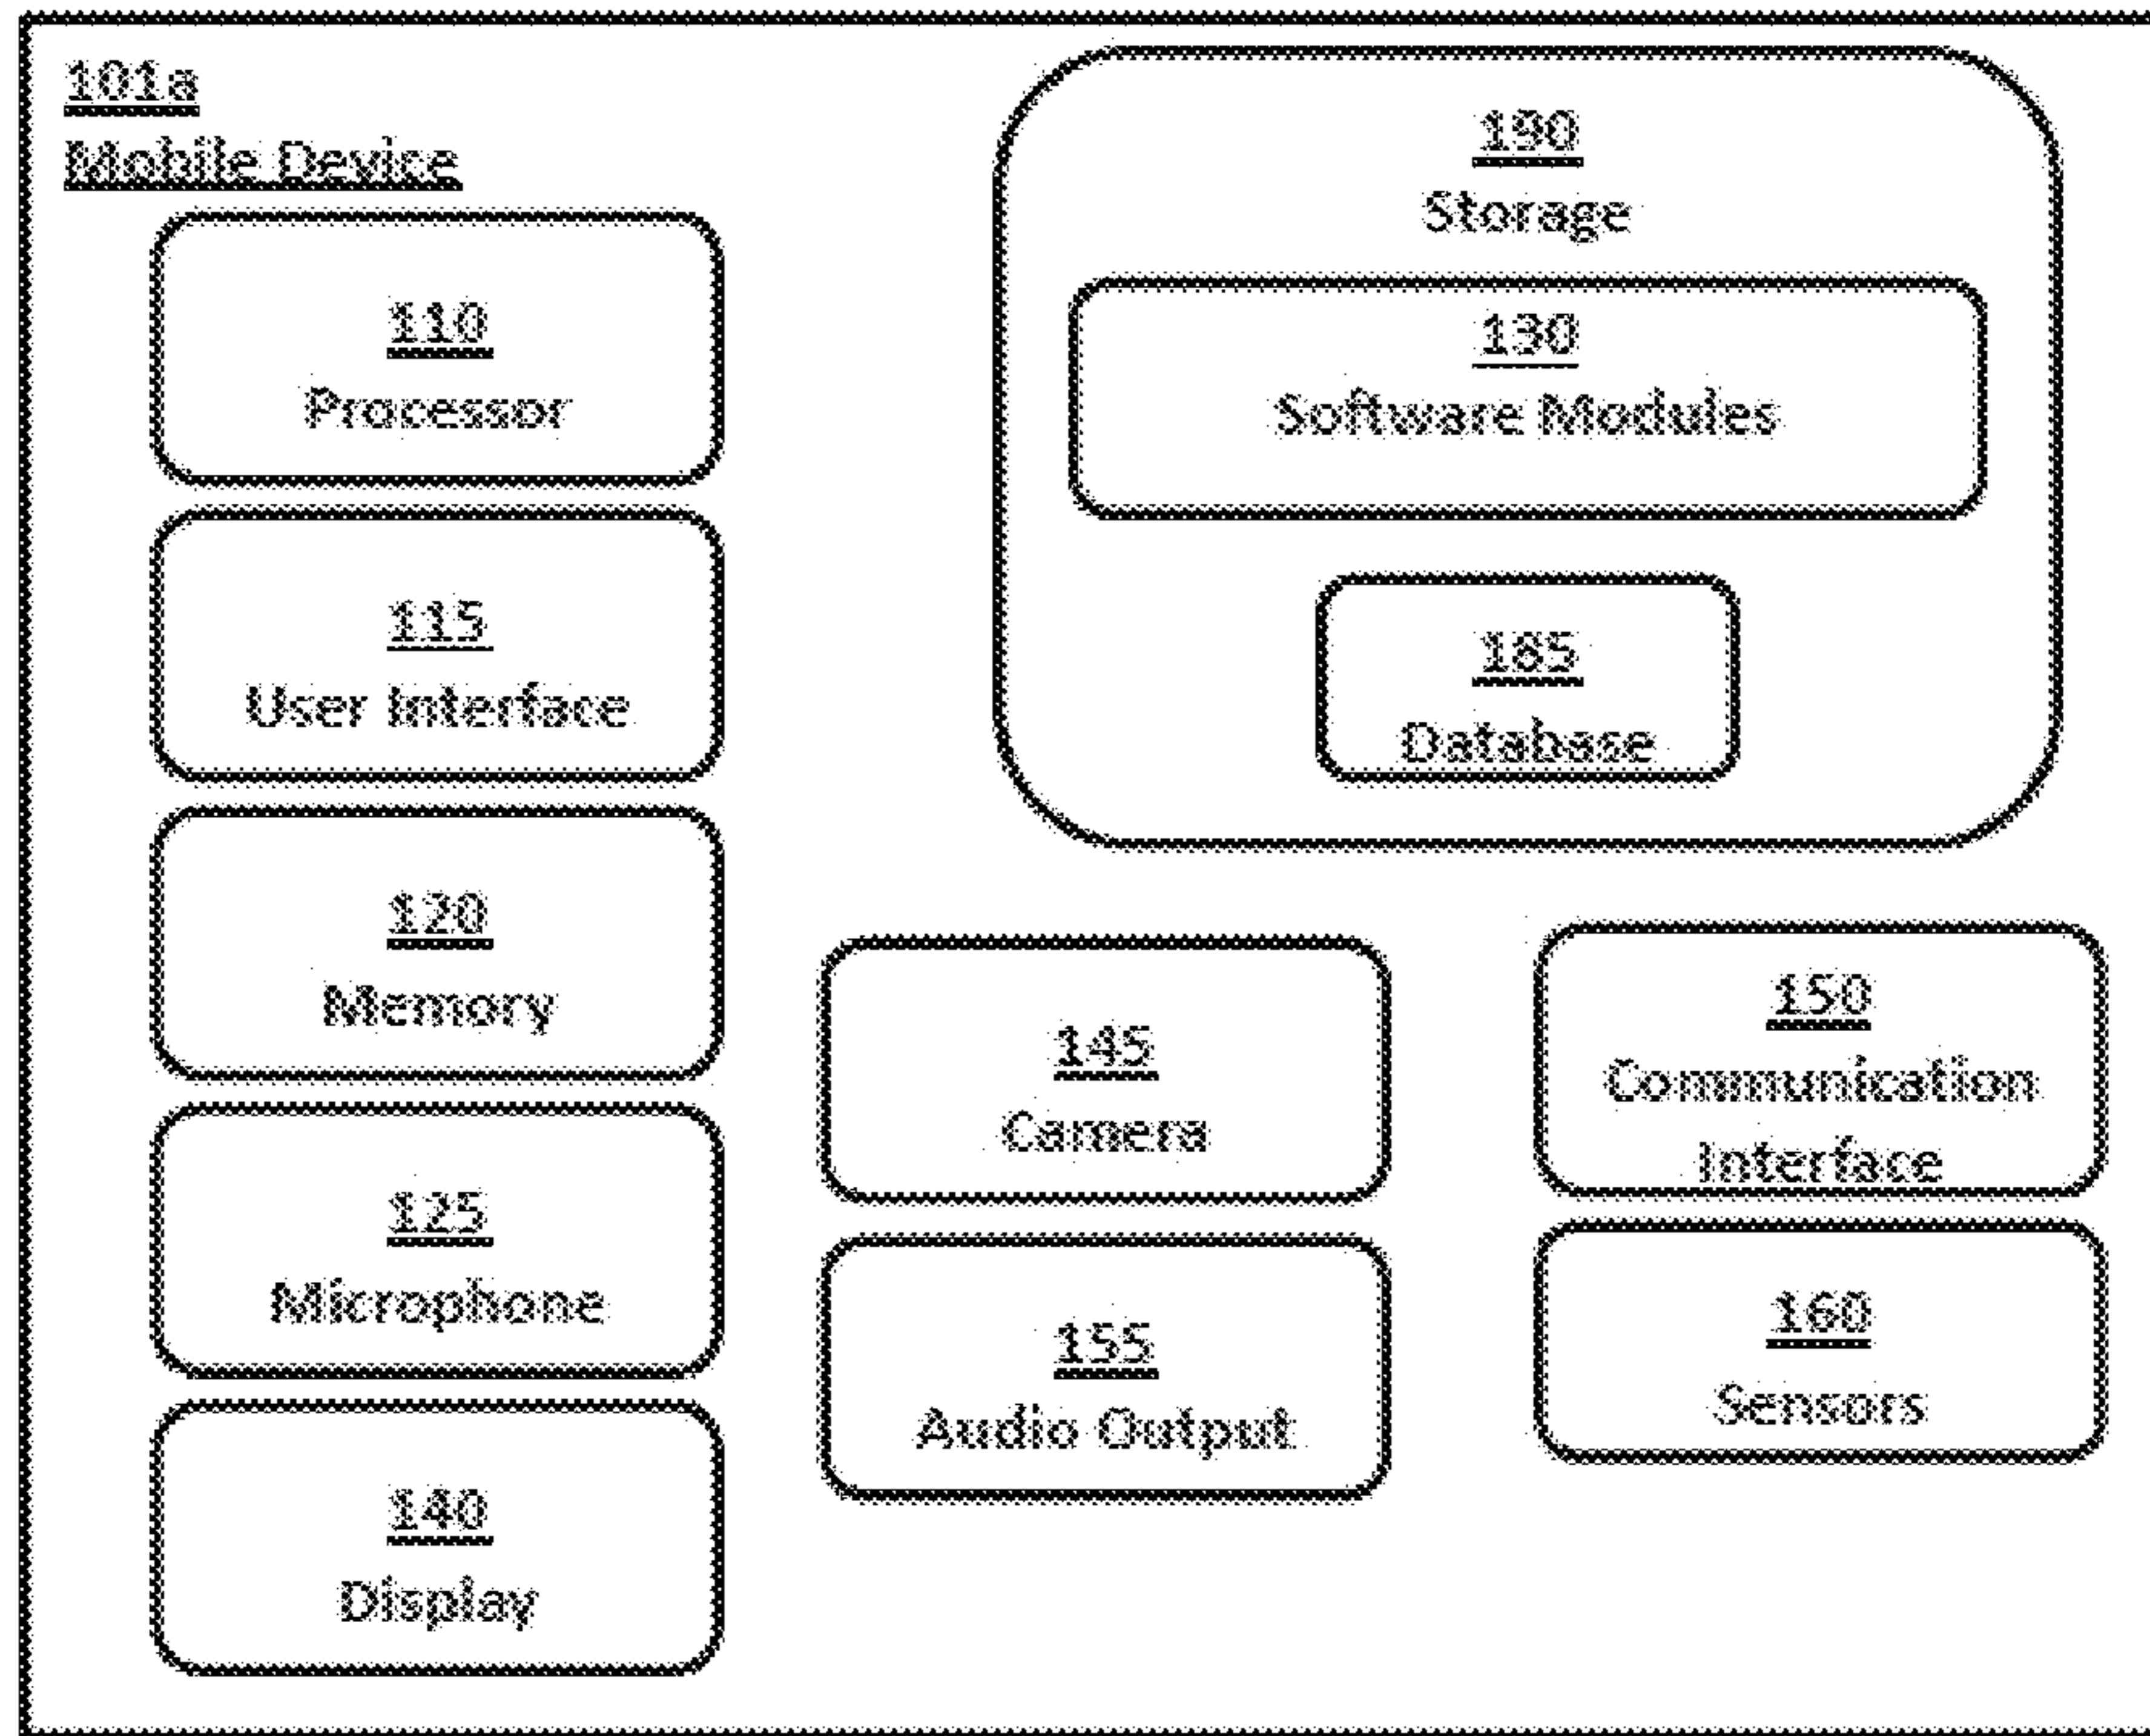 101a
Mobile Device
110
Processor
115
User Interface
120
Memory
125
Microphone
140
Display
190
Storage
130
Software Modules
185
Database
145
Camera
155
Audio Output
150
Communication
Interface
160
Sensors